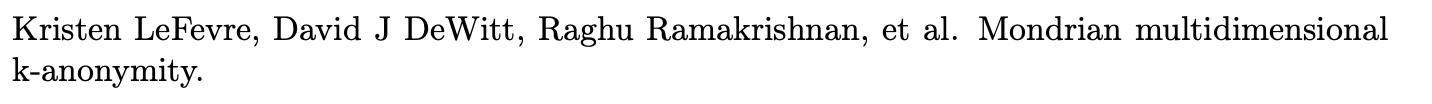 Kristen LeFevre, David J DeWitt, Raghu Ramakrishnan, et al. Mondrian multidimensional
k-anonymity.